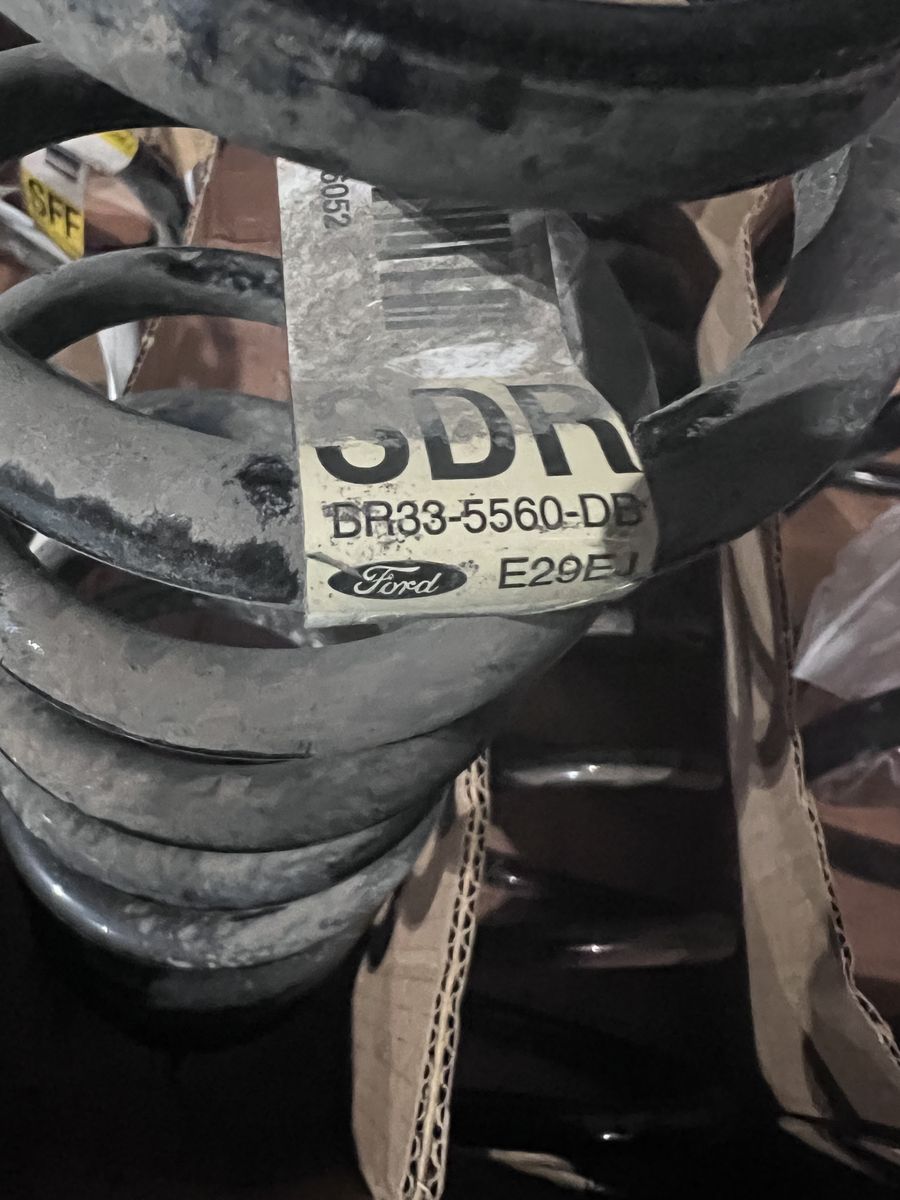 SFF
6052
SDR
BR33-5560-DB
Ford
E29EJ